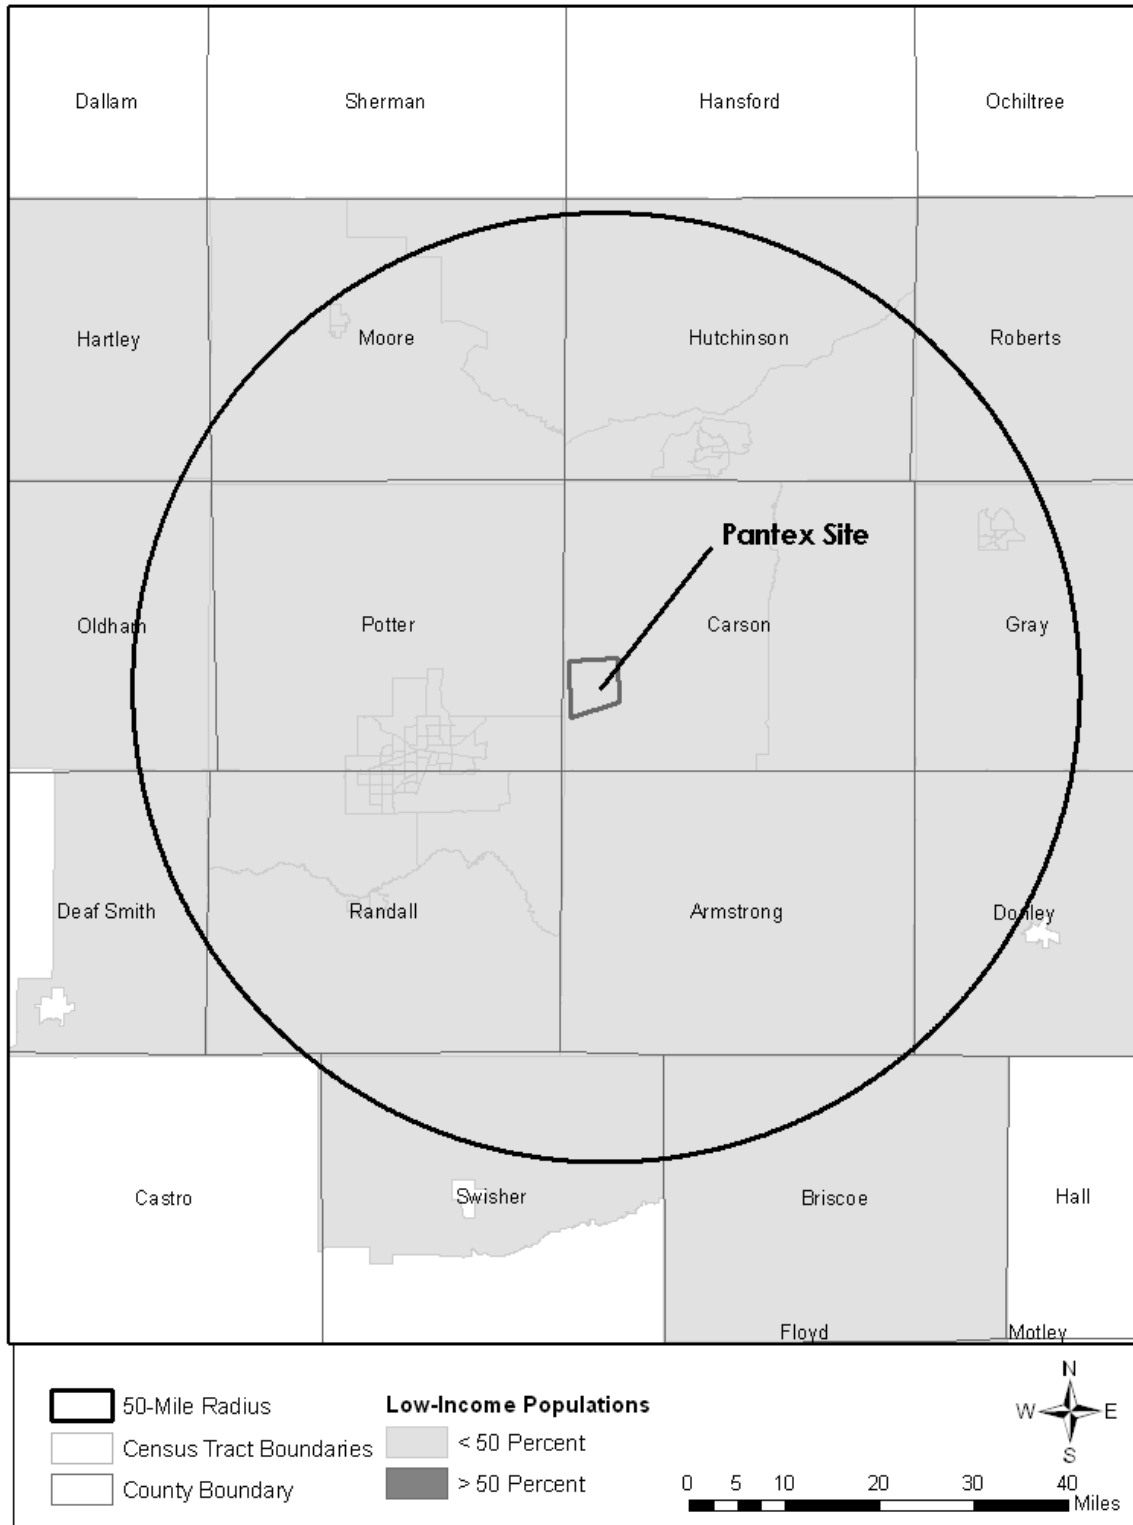 Dallam
Sherman
Hansford
Ochiltree
Hartley
Moore
Hutchinson
Roberts
Pantex Site
Oldham
Potter
Carson
Gray
Deaf Smith
Randall
Armstrong
Donley
Castro
Swisher
Briscoe
Hall
Floyd
Motley
50-Mile Radius
Census Tract Boundaries
County Boundary
Low-Income Populations
< 50 Percent
> 50 Percent
N
W E
S
0 5 10 20 30 40
Miles